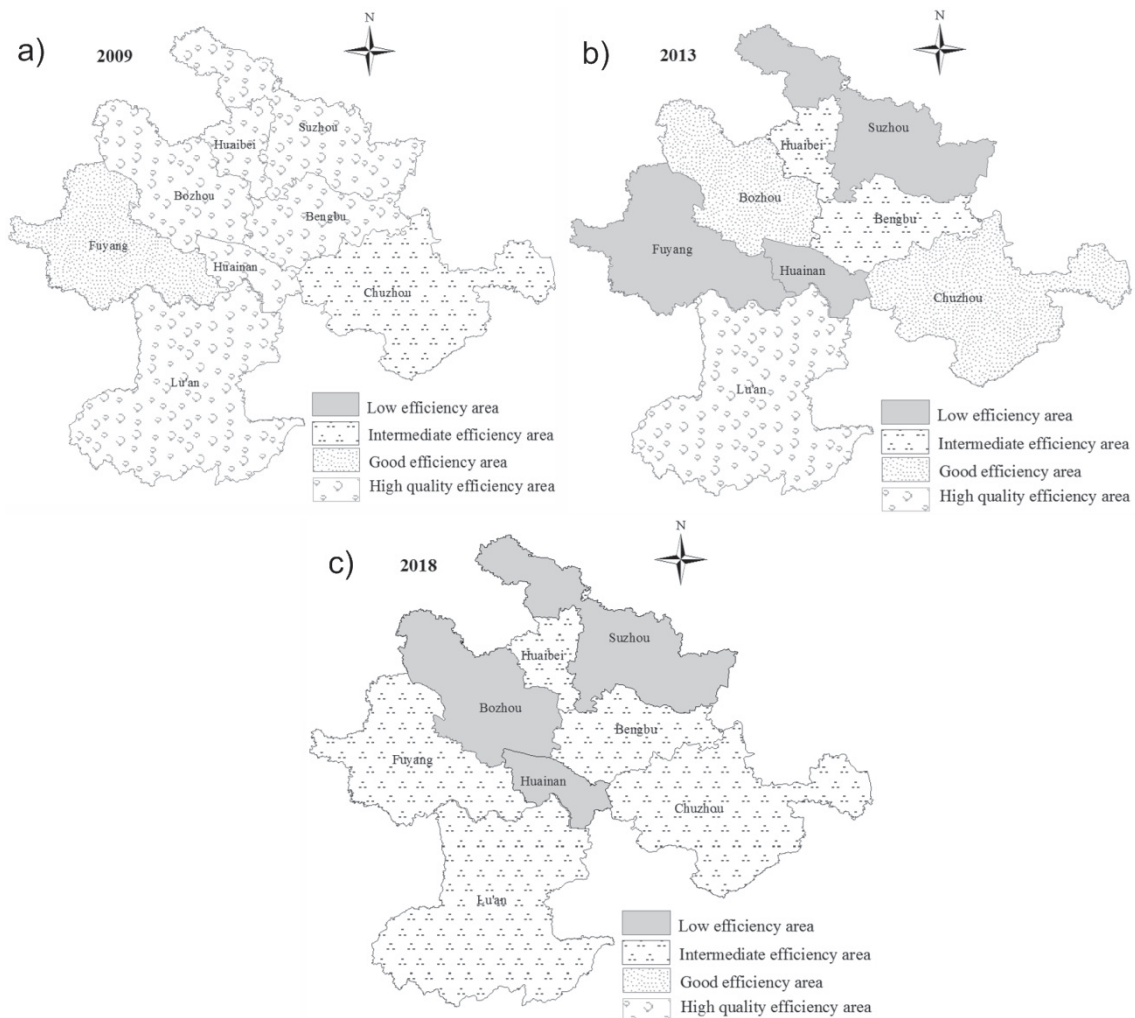 a)
2009
N
Suzhou
Huaibei
Bozhou
Bengbu
Fuyang
Huainan
Chuzhou
Lu'an
Low efficiency area
Intermediate efficiency area
Good efficiency area
High quality efficiency area
b)
2013
N
Suzhou
Huaibei
Bozhou
Bengbu
Fuyang
Huainan
Chuzhou
Lu'an
Low efficiency area
Intermediate efficiency area
Good efficiency area
High quality efficiency area
c)
2018
N
Suzhou
Huaibei
Bozhou
Bengbu
Fuyang
Huainan
Chuzhou
Lu'an
Low efficiency area
Intermediate efficiency area
Good efficiency area
High quality efficiency area